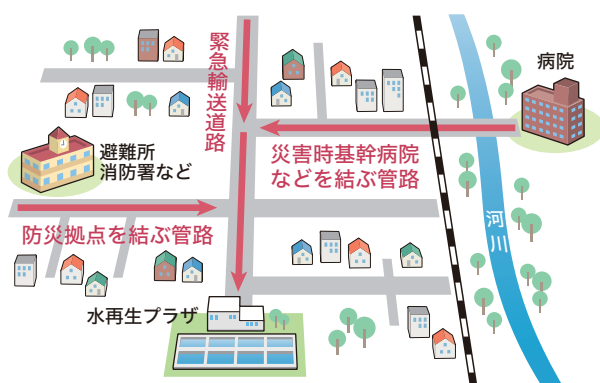 緊急輸送道路
病院
災害時基幹病院
などを結ぶ管路
避難所
消防署など
防災拠点を結ぶ管路
河川
水再生プラザ